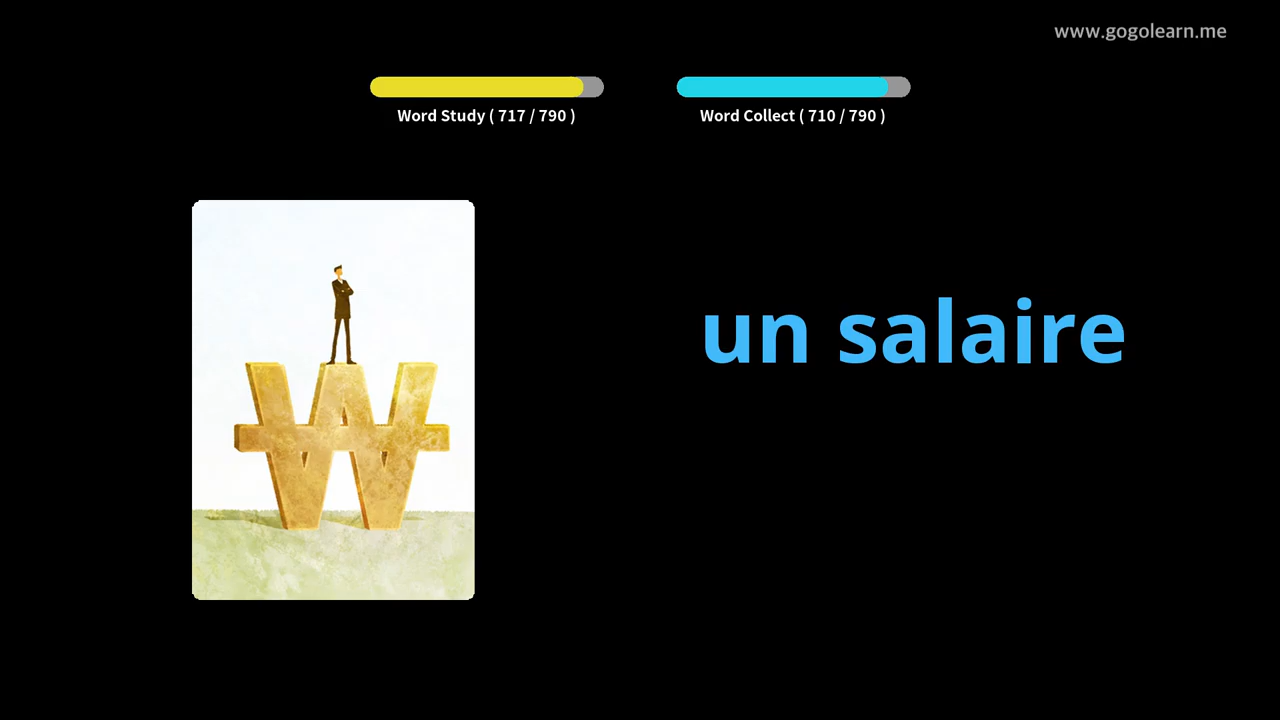 www.gogolearn.me
Word Study ( 717 / 790 )
Word Collect ( 710 / 790 )
₩
un salaire